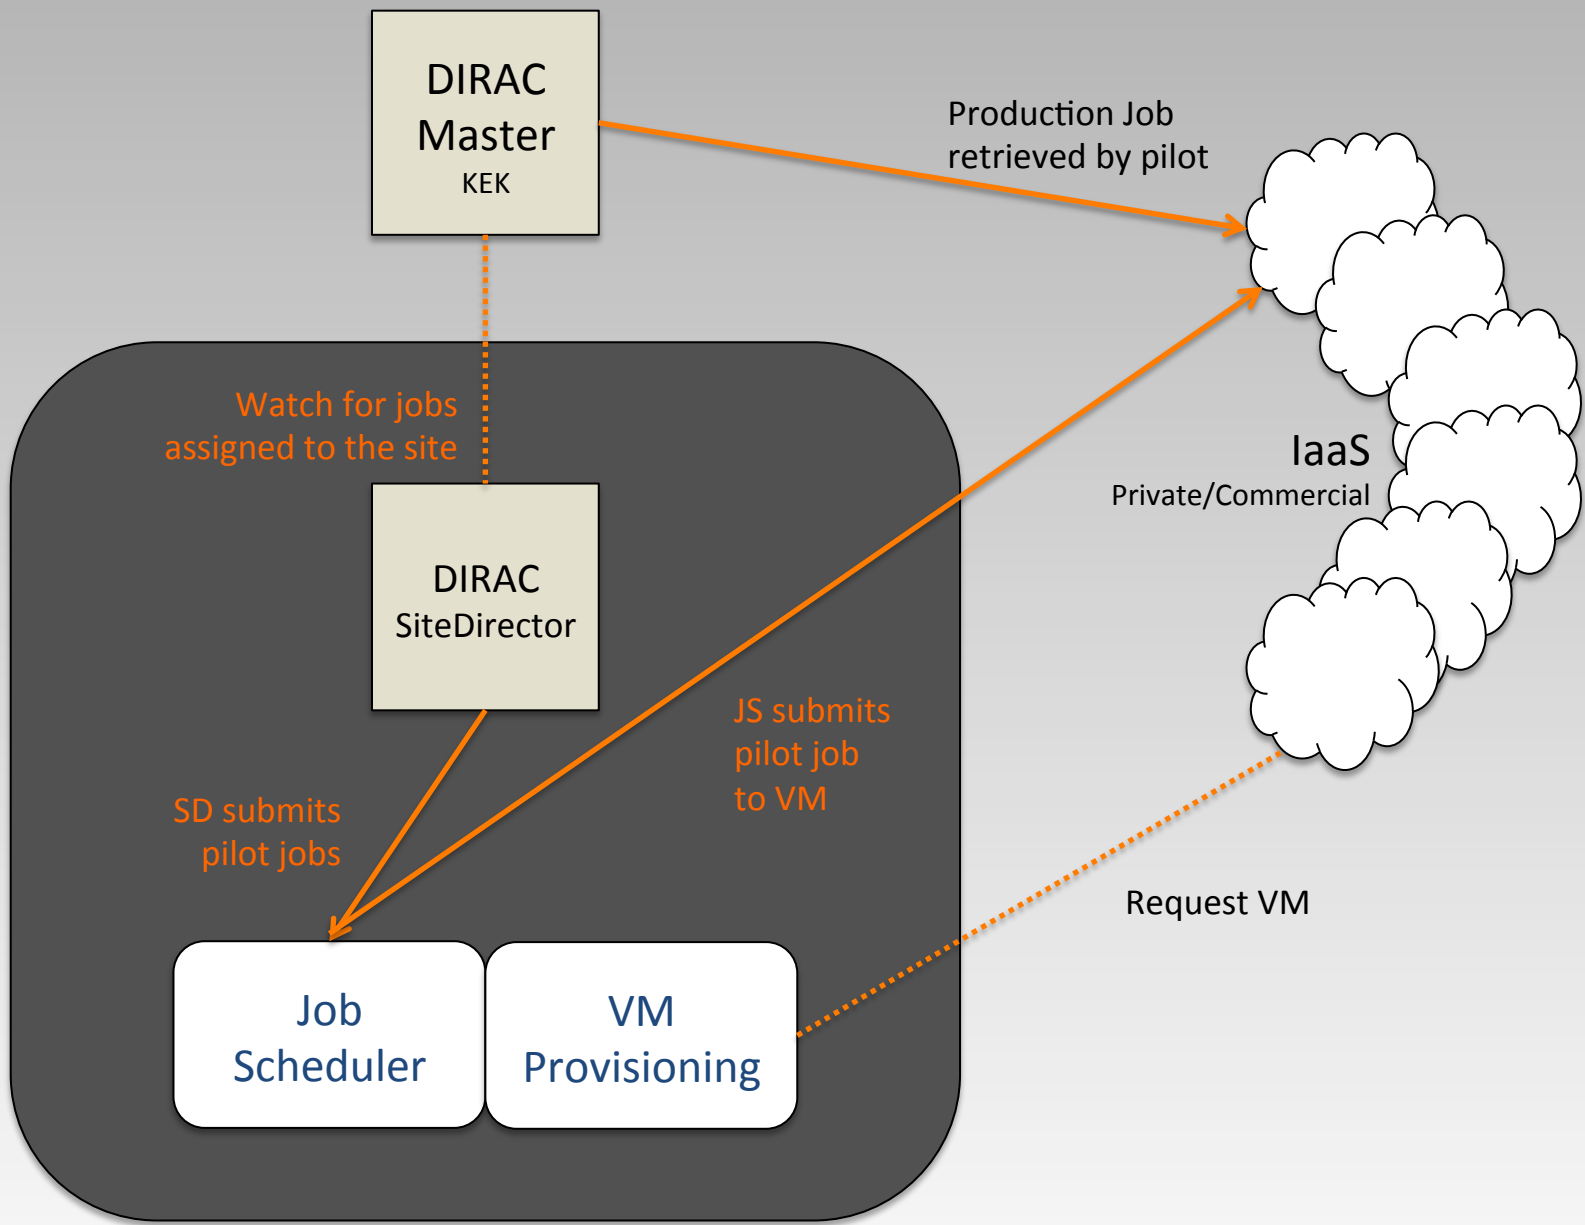 DIRAC
Master
KEK
Production Job
retrieved by pilot
Watch for jobs
assigned to the site
IaaS
Private/Commercial
DIRAC
SiteDirector
JS submits
pilot job
to VM
SD submits
pilot jobs
Request VM
Job
Scheduler
VM
Provisioning